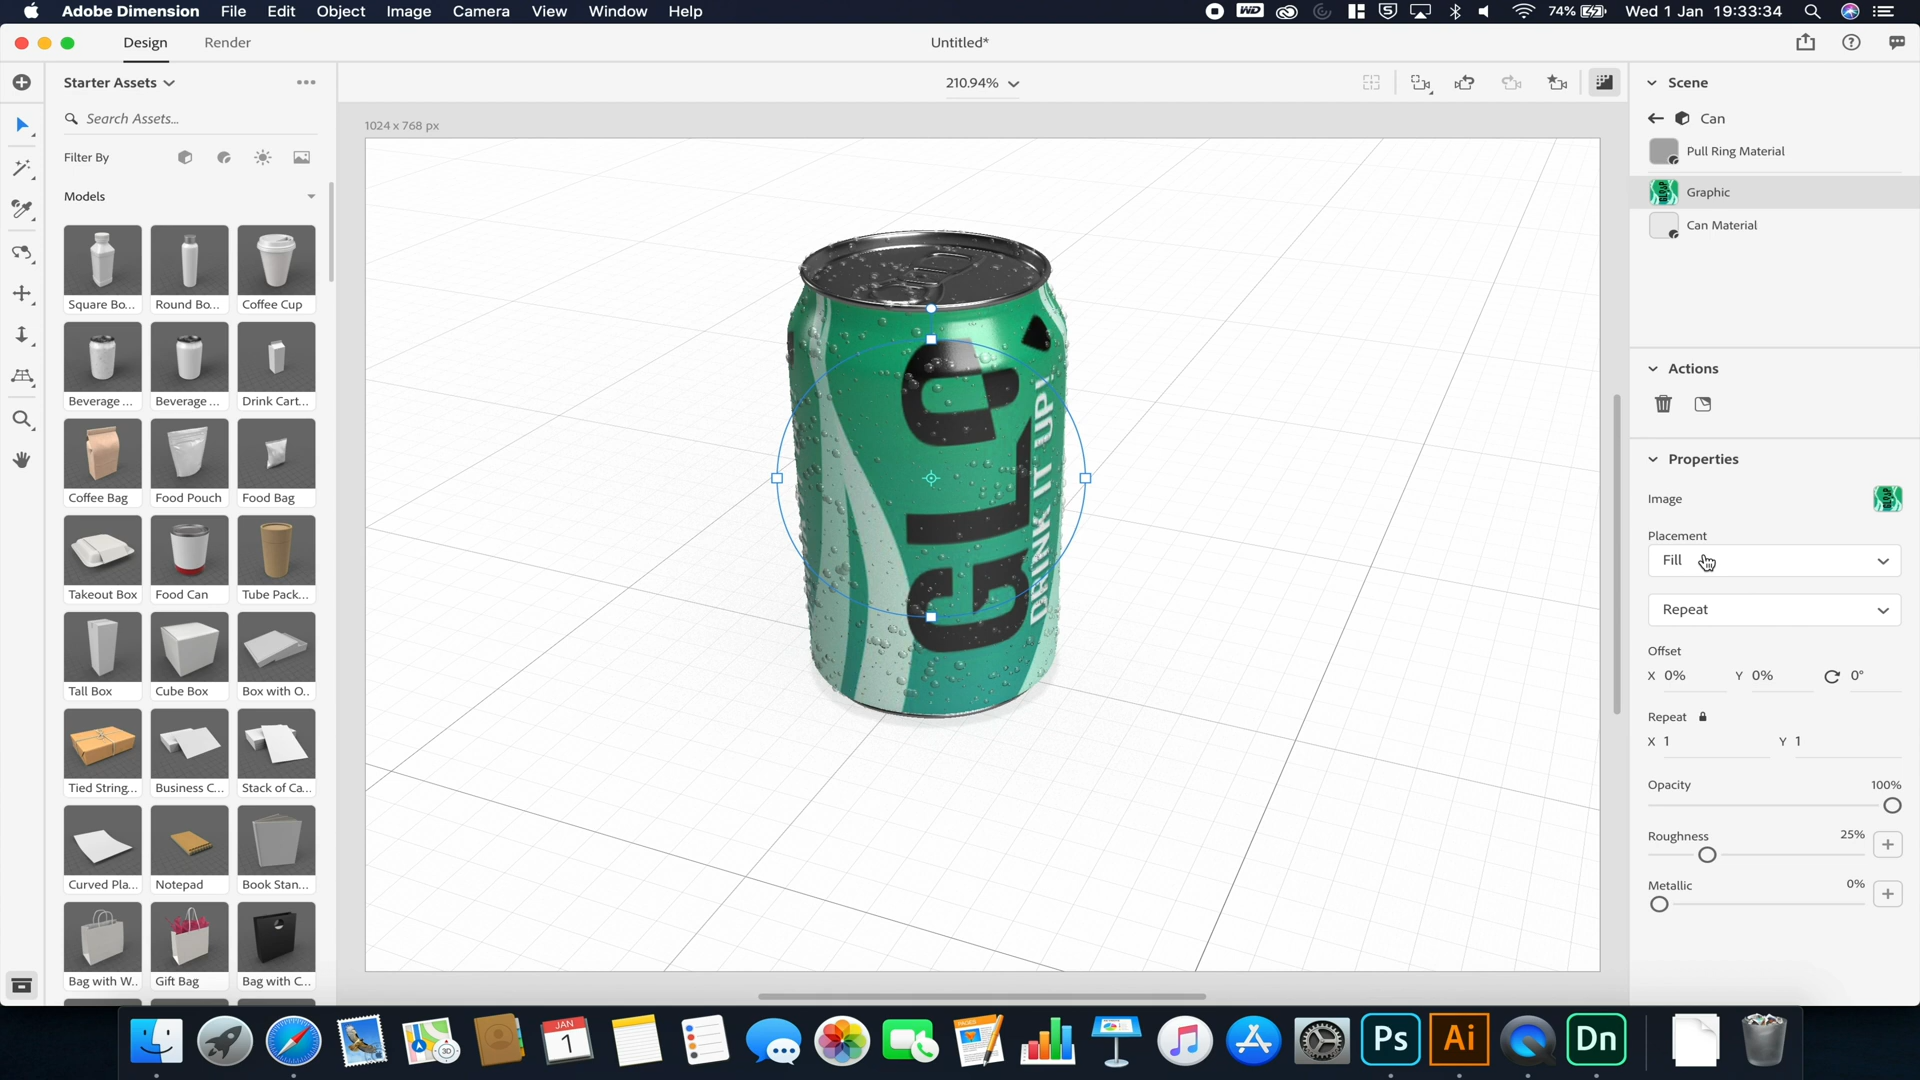 Adobe Dimension File Edit Object Image Camera View Window Help
WD 74% Wed 1 Jan 19:33:34
Design Render
Untitled*
Starter Assets
210.94%
Scene
Search Assets...
1024 x 768 px
Can
Filter By
Pull Ring Material
Models
Graphic
Can Material
Square Bo... Round Bo... Coffee Cup
Beverage ... Beverage ... Drink Cart...
Coffee Bag Food Pouch Food Bag
Takeout Box Food Can Tube Pack...
Tall Box Cube Box Box with O..
Tied String... Business C... Stack of Ca...
Curved Pla... Notepad Book Stan...
Bag with W.. Gift Bag Bag with C...
DRINK IT UP!
Actions
Properties
Image
Placement
Fill
Repeat
Offset
X 0% Y 0% 0°
Repeat
X 1 Y 1
Opacity 100%
Roughness 25%
Metallic 0%
JAN
1
PAGES
Ps Ai Dn